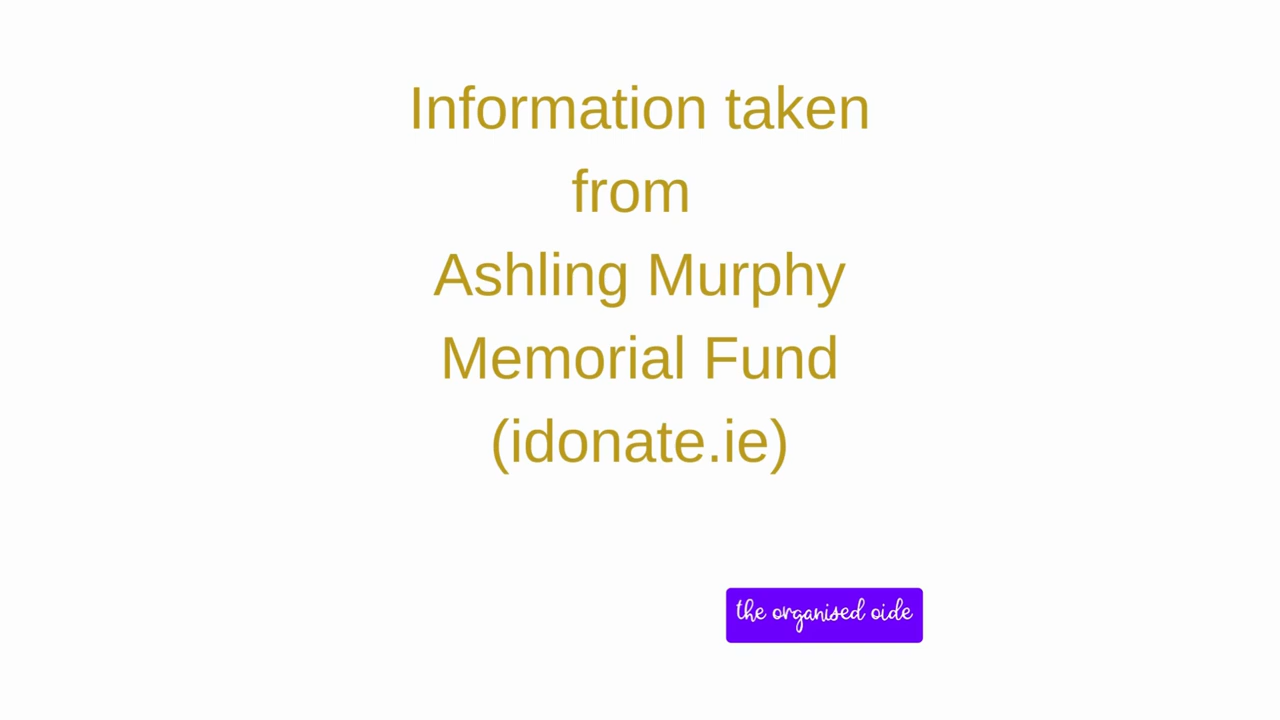 Information taken
from
Ashling Murphy
Memorial Fund
(idonate.ie)
the organised oide